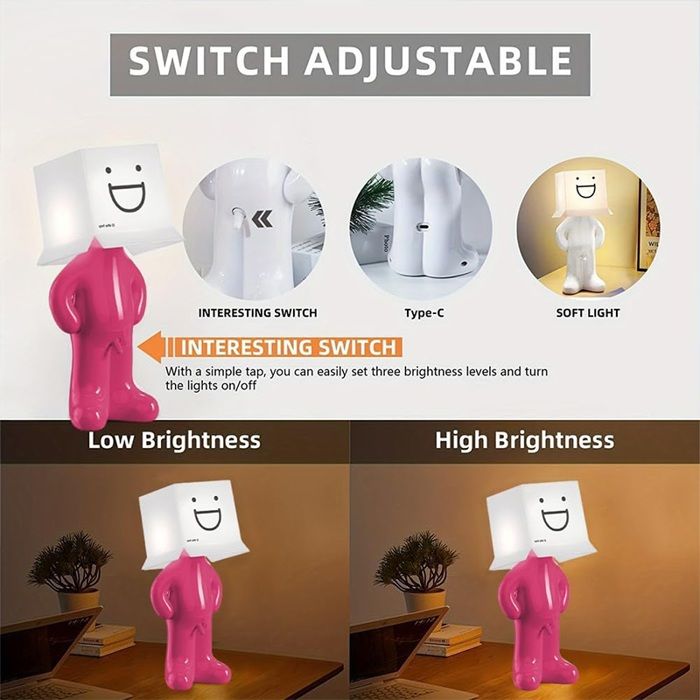 SWITCH ADJUSTABLE
INTERESTING SWITCH
Type-C
SOFT LIGHT
INTERESTING SWITCH
With a simple tap, you can easily set three brightness levels and turn
the lights on/off
Low Brightness
High Brightness